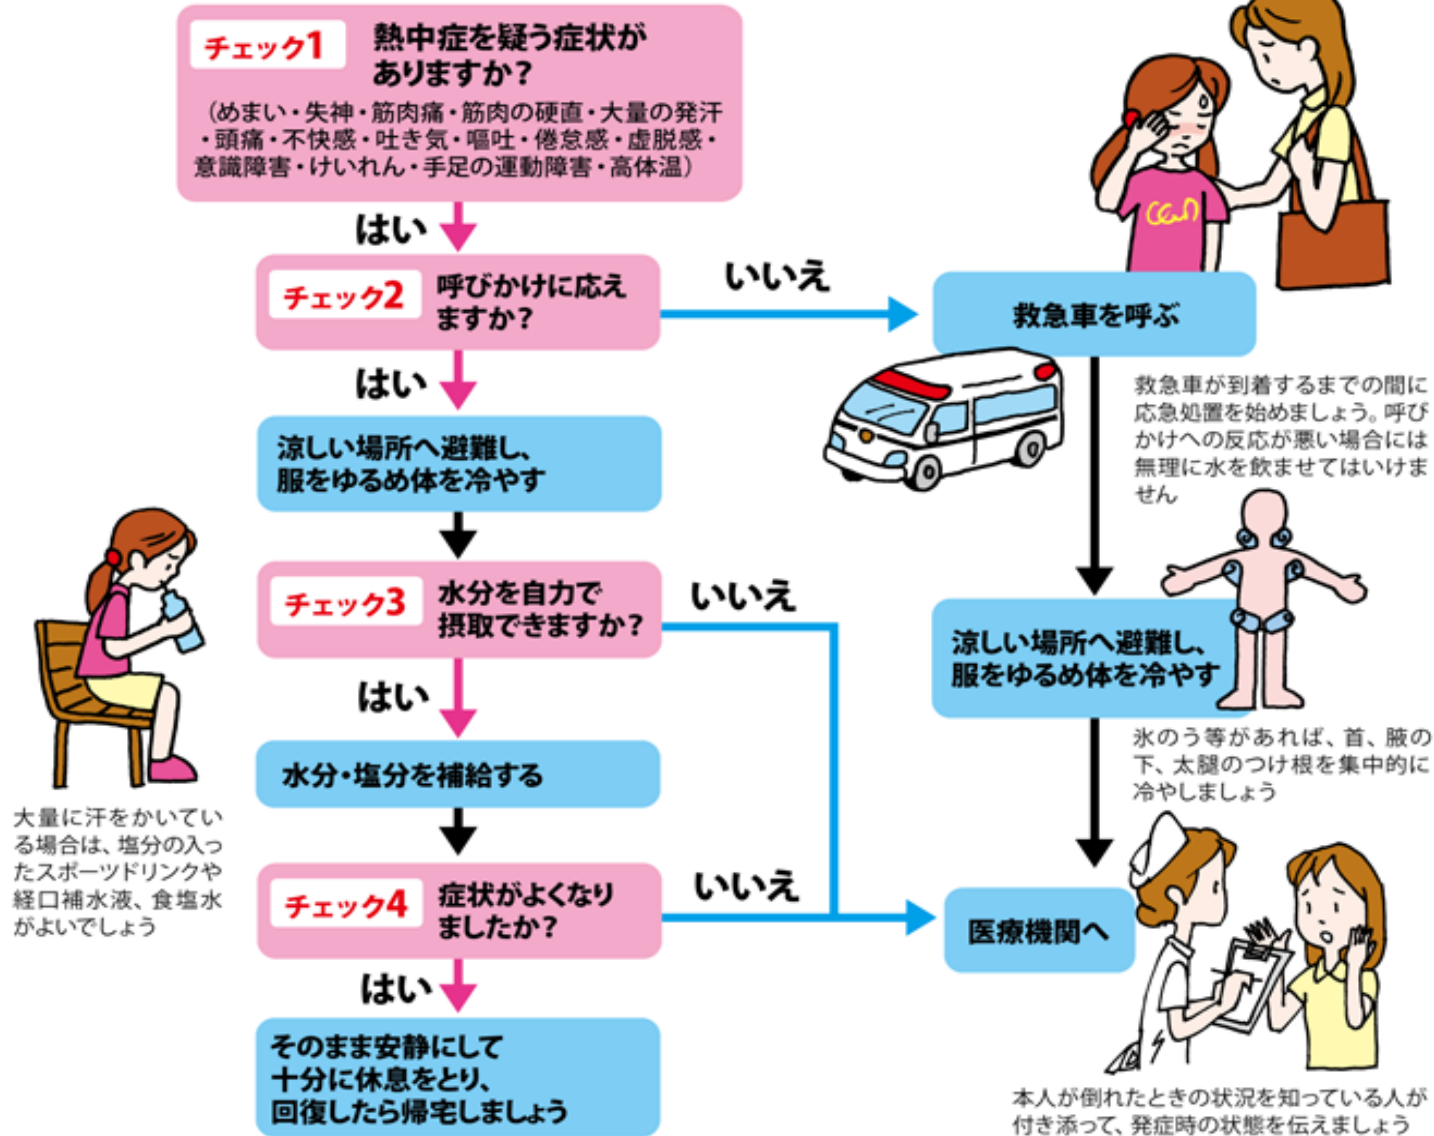 チェック1
熱中症を疑う症状が
ありますか？
（めまい・失神・筋肉痛・筋肉の硬直・大量の発汗
・頭痛・不快感・吐き気・嘔吐・倦怠感・虚脱感・
意識障害・けいれん・手足の運動障害・高体温）
はい
チェック2
呼びかけに応え
ますか？
いいえ
救急車を呼ぶ
救急車が到着するまでの間に
応急処置を始めましょう。呼び
かけへの反応が悪い場合には
無理に水を飲ませてはいけま
せん
はい
涼しい場所へ避難し、
服をゆるめ体を冷やす
チェック3
水分を自力で
摂取できますか？
いいえ
涼しい場所へ避難し、
服をゆるめ体を冷やす
氷のう等があれば、首、腋の
下、太腿のつけ根を集中的に
冷やしましょう
はい
水分・塩分を補給する
大量に汗をかいてい
る場合は、塩分の入っ
たスポーツドリンクや
経口補水液、食塩水
がよいでしょう
チェック4
症状がよくなり
ましたか？
いいえ
医療機関へ
はい
そのまま安静にして
十分に休息をとり、
回復したら帰宅しましょう
本人が倒れたときの状況を知っている人が
付き添って、発症時の状態を伝えましょう